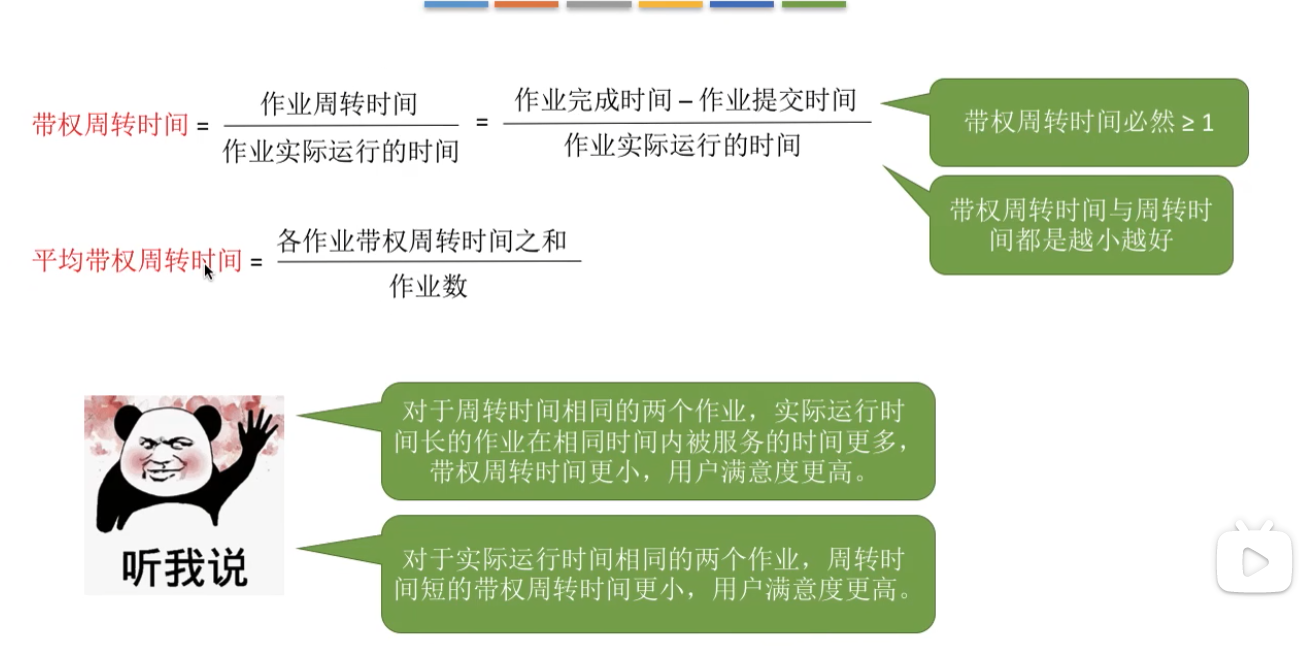 带权周转时间 = 作业周转时间 / 作业实际运行的时间 = 作业完成时间 – 作业提交时间 / 作业实际运行的时间
带权周转时间必然 ≥ 1
带权周转时间与周转时
间都是越小越好
平均带权周转时间 = 各作业带权周转时间之和 / 作业数
对于周转时间相同的两个作业，实际运行时
间长的作业在相同时间内被服务的时间更多，
带权周转时间更小，用户满意度更高。
听我说
对于实际运行时间相同的两个作业，周转时
间短的带权周转时间更小，用户满意度更高。